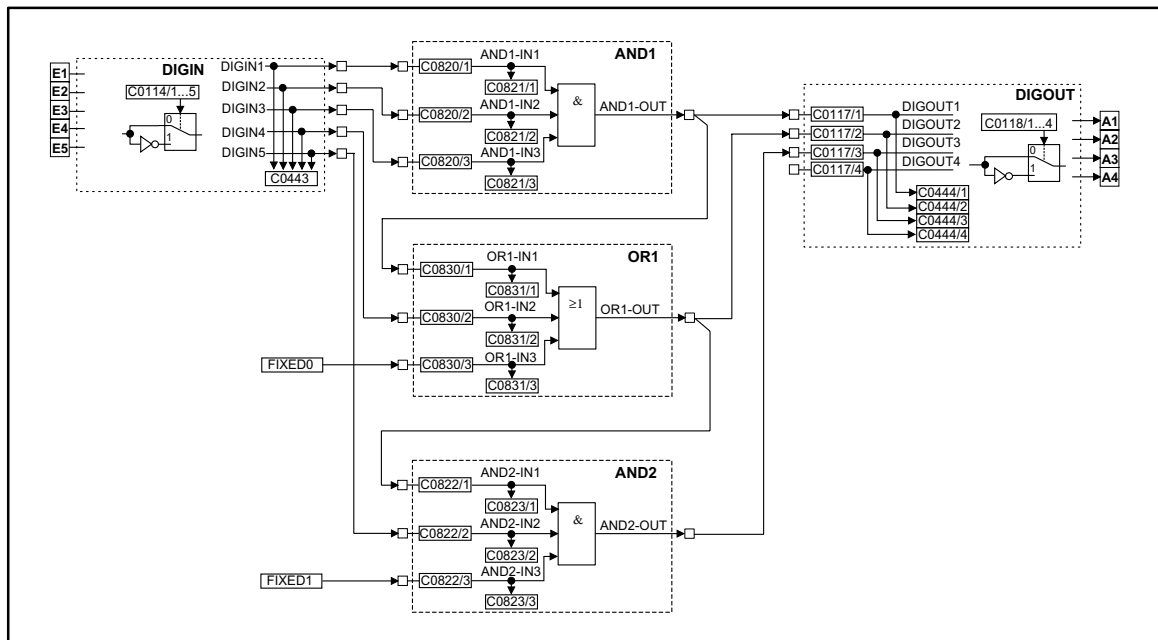 E1
E2
E3
E4
E5
DIGIN
C0114/1...5
0
1
DIGIN1
DIGIN2
DIGIN3
DIGIN4
DIGIN5
C0443
AND1
C0820/1
AND1-IN1
C0821/1
C0820/2
AND1-IN2
C0821/2
C0820/3
AND1-IN3
C0821/3
&
AND1-OUT
OR1
C0830/1
OR1-IN1
C0831/1
C0830/2
OR1-IN2
C0831/2
FIXED0
C0830/3
OR1-IN3
C0831/3
≥1
OR1-OUT
AND2
C0822/1
AND2-IN1
C0823/1
C0822/2
AND2-IN2
C0823/2
FIXED1
C0822/3
AND2-IN3
C0823/3
&
AND2-OUT
DIGOUT
C0117/1
DIGOUT1
C0117/2
DIGOUT2
C0117/3
DIGOUT3
C0117/4
DIGOUT4
C0444/1
C0444/2
C0444/3
C0444/4
C0118/1...4
0
1
A1
A2
A3
A4